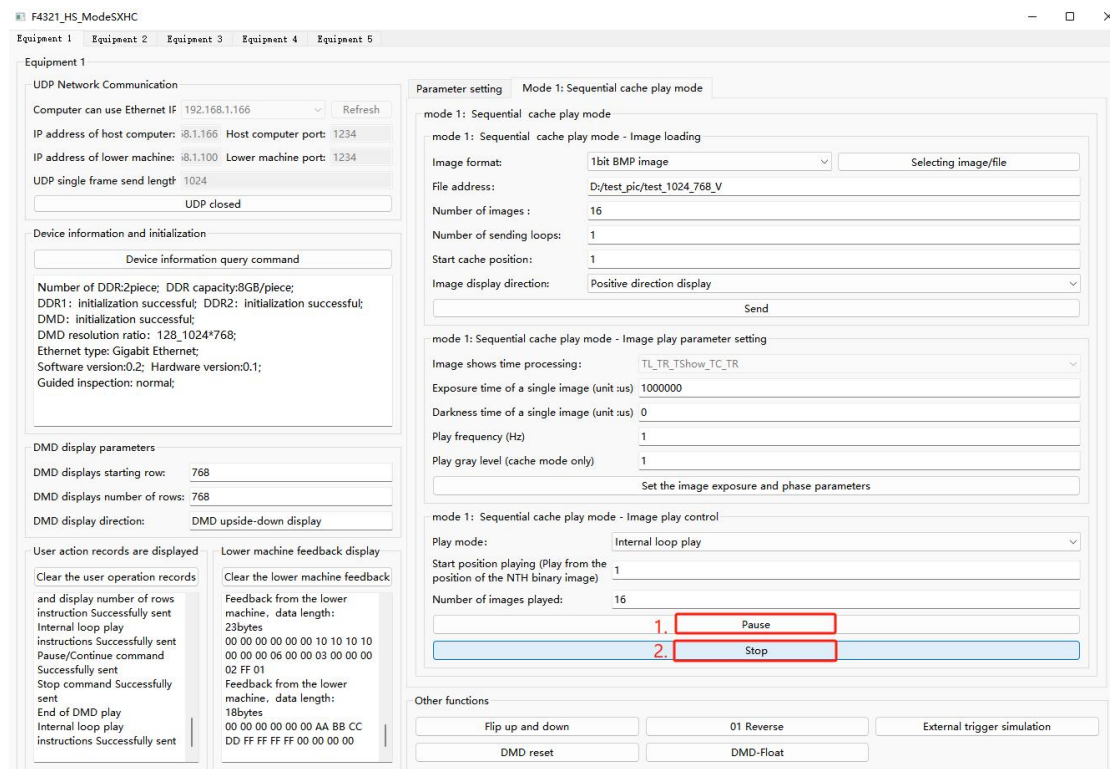 F4321_HS_ModeSXHC
Equipment 1 Equipment 2 Equipment 3 Equipment 4 Equipment 5
Equipment 1
UDP Network Communication
Computer can use Ethernet IF 192.168.1.166 Refresh
IP address of host computer: i8.1.166 Host computer port: 1234
IP address of lower machine: i8.1.100 Lower machine port: 1234
UDP single frame send length 1024
UDP closed
Device information and initialization
Device information query command
Number of DDR:2piece; DDR capacity:8GB/piece;
DDR1: initialization successful; DDR2: initialization successful;
DMD: initialization successful;
DMD resolution ratio: 128_1024*768;
Ethernet type: Gigabit Ethernet;
Software version:0.2; Hardware version:0.1;
Guided inspection: normal;
DMD display parameters
DMD displays starting row: 768
DMD displays number of rows: 768
DMD display direction: DMD upside-down display
User action records are displayed
Clear the user operation records
and display number of rows
instruction Successfully sent
Internal loop play
instructions Successfully sent
Pause/Continue command
Successfully sent
Stop command Successfully
sent
End of DMD play
Internal loop play
instructions Successfully sent
Lower machine feedback display
Clear the lower machine feedback
Feedback from the lower
machine, data length:
23bytes
00 00 00 00 00 00 10 10 10 10
00 00 00 06 00 00 03 00 00 00
02 FF 01
Feedback from the lower
machine, data length:
18bytes
00 00 00 00 00 00 AA BB CC
DD FF FF FF FF 00 00 00 00
Parameter setting Mode 1: Sequential cache play mode
mode 1: Sequential cache play mode
mode 1: Sequential cache play mode - Image loading
Image format: 1bit BMP image Selecting image/file
File address: D:/test_pic/test_1024_768_V
Number of images : 16
Number of sending loops: 1
Start cache position: 1
Image display direction: Positive direction display
Send
mode 1: Sequential cache play mode - Image play parameter setting
Image shows time processing: TL_TR_TShow_TC_TR
Exposure time of a single image (unit :us) 1000000
Darkness time of a single image (unit :us) 0
Play frequency (Hz) 1
Play gray level (cache mode only) 1
Set the image exposure and phase parameters
mode 1: Sequential cache play mode - Image play control
Play mode: Internal loop play
Start position playing (Play from the
position of the NTH binary image) 1
Number of images played: 16
1. Pause
2. Stop
Other functions
Flip up and down 01 Reverse External trigger simulation
DMD reset DMD-Float